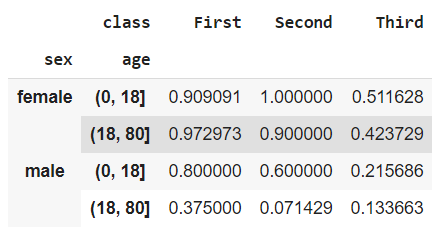 class First Second Third
sex age
female (0, 18] 0.909091 1.000000 0.511628
(18, 80] 0.972973 0.900000 0.423729
male (0, 18] 0.800000 0.600000 0.215686
(18, 80] 0.375000 0.071429 0.133663